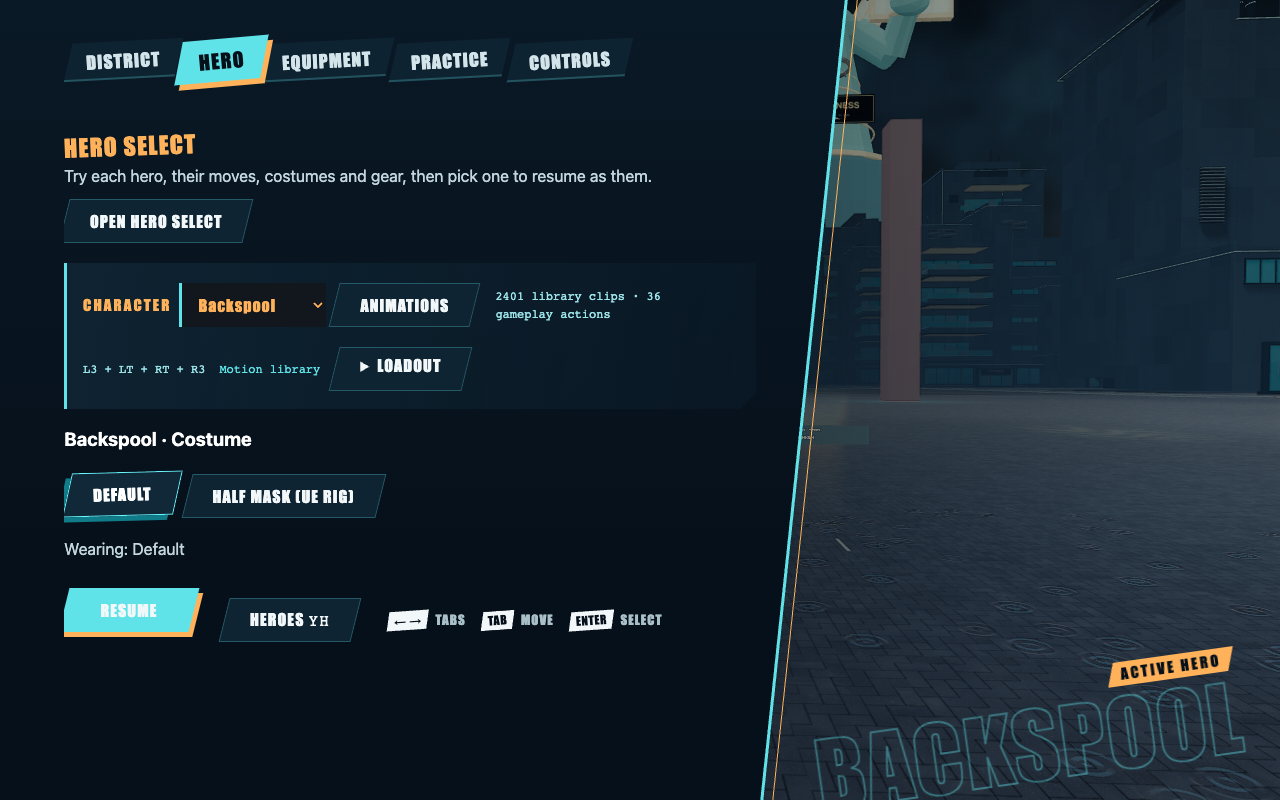 DISTRICT
HERO
EQUIPMENT
PRACTICE
CONTROLS
HERO SELECT
Try each hero, their moves, costumes and gear, then pick one to resume as them.
OPEN HERO SELECT
CHARACTER
Backspool
ANIMATIONS
2401 library clips · 36
gameplay actions
L3 + LT + RT + R3 Motion library
▶ LOADOUT
Backspool · Costume
DEFAULT
HALF MASK (UE RIG)
Wearing: Default
RESUME
HEROES YH
←→ TABS
TAB MOVE
ENTER SELECT
NESS
ACTIVE HERO
BACKSPOOL